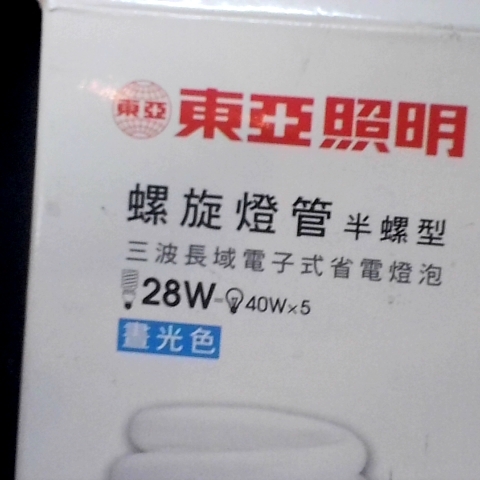 東亞 東亞照明
螺旋燈管 半螺型
三波長域電子式省電燈泡
28W=40W×5
晝光色